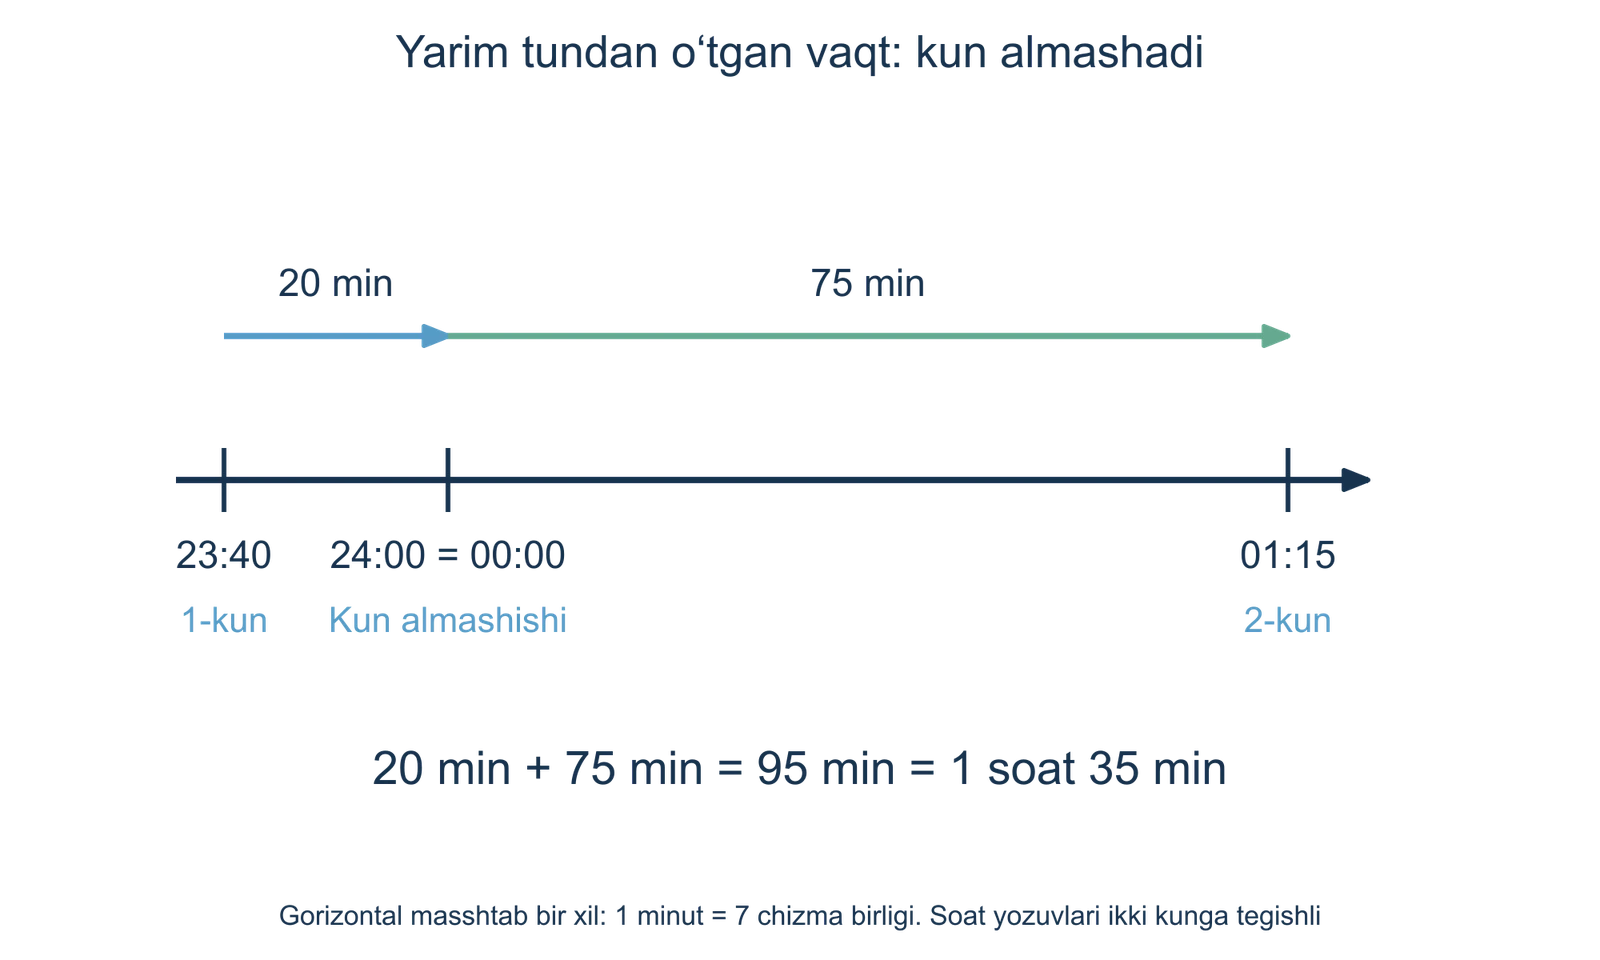 Yarim tundan o‘tgan vaqt: kun almashadi
20 min 75 min
23:40 24:00 = 00:00 01:15
1-kun Kun almashishi 2-kun
20 min + 75 min = 95 min = 1 soat 35 min
Gorizontal masshtab bir xil: 1 minut = 7 chizma birligi. Soat yozuvlari ikki kunga tegishli